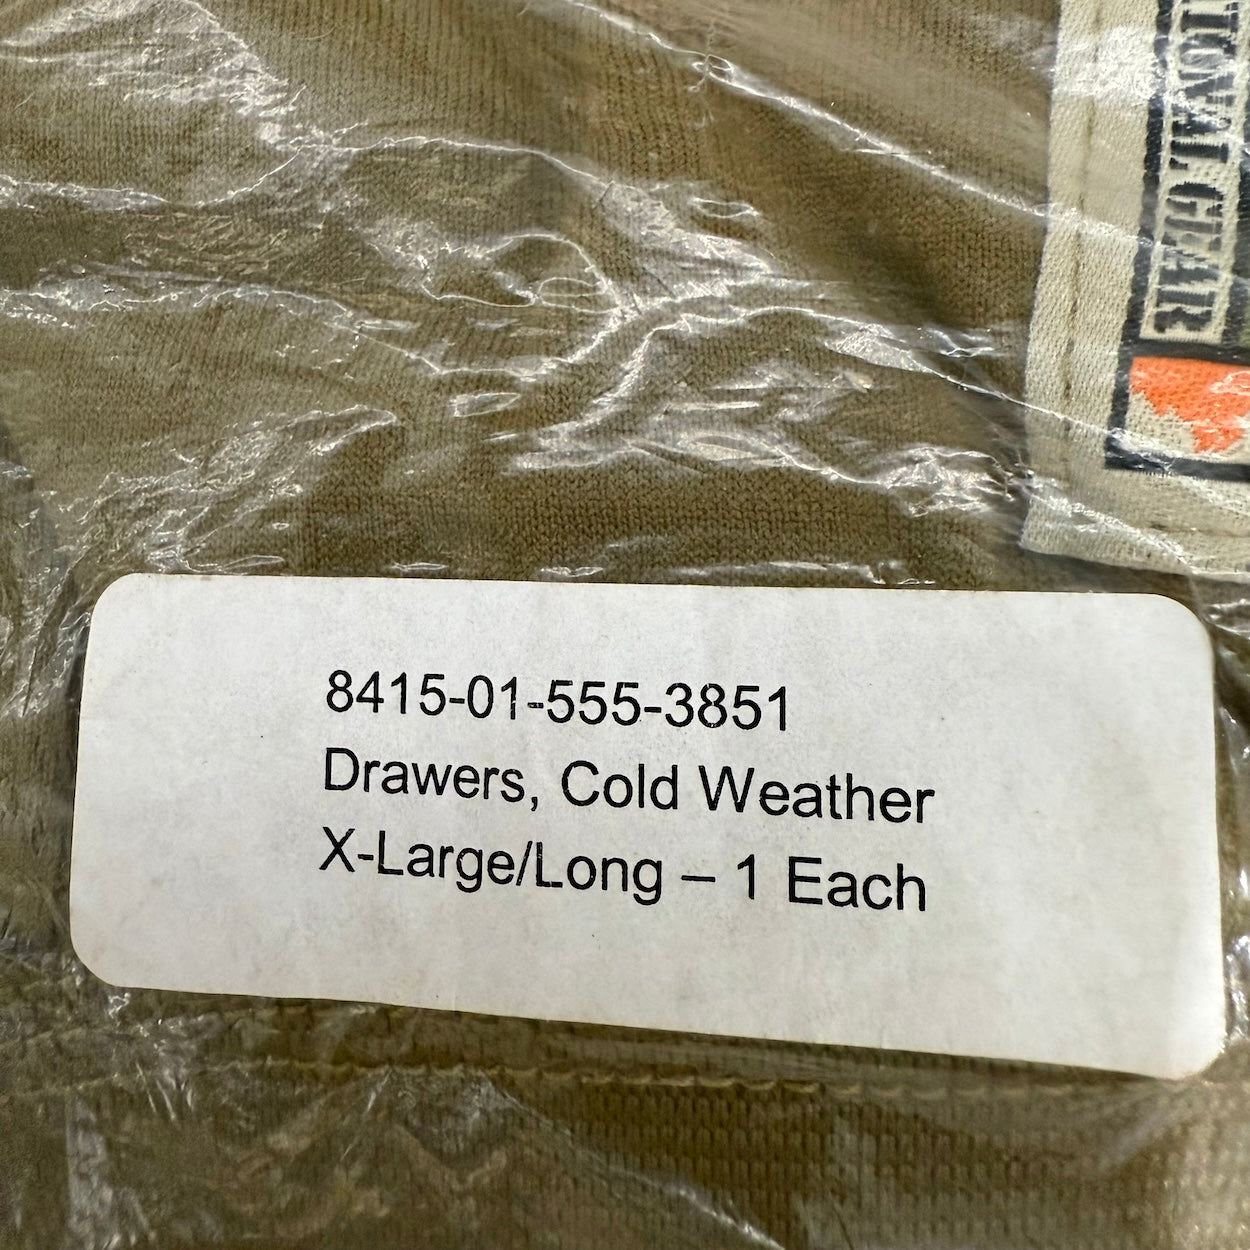 8415-01-555-3851
Drawers, Cold Weather
X-Large/Long – 1 Each